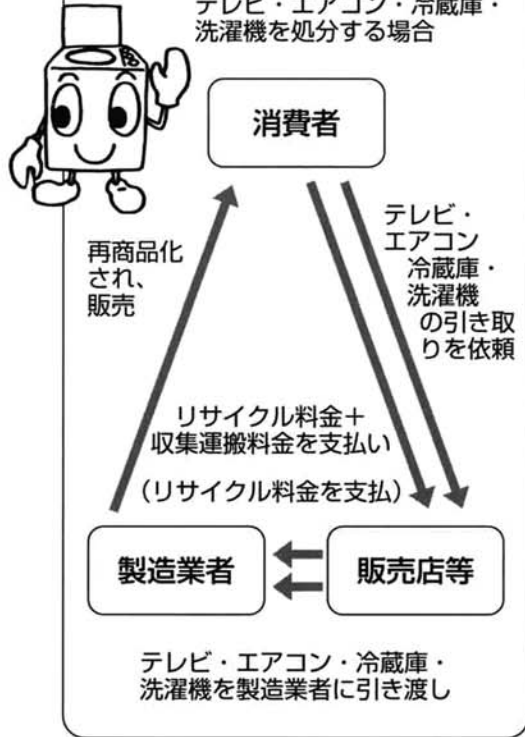 テレビ・エアコン・冷蔵庫・
洗濯機を処分する場合
消費者
再商品化
され、
販売
テレビ・
エアコン
冷蔵庫・
洗濯機
の引き取
りを依頼
リサイクル料金＋
収集運搬料金を支払い
（リサイクル料金を支払）
製造業者
販売店等
テレビ・エアコン・冷蔵庫・
洗濯機を製造業者に引き渡し